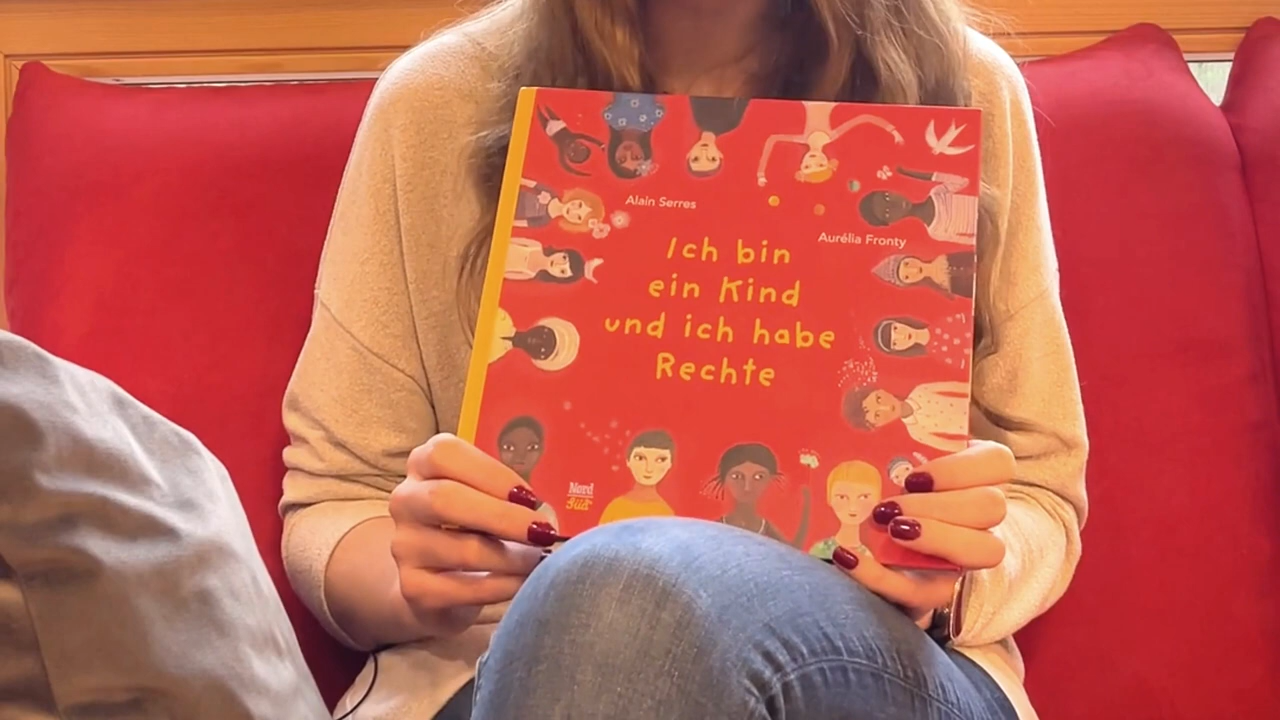 Alain Serres
Aurélia Fronty
Ich bin
ein Kind
und ich habe
Rechte
Nord
Süd